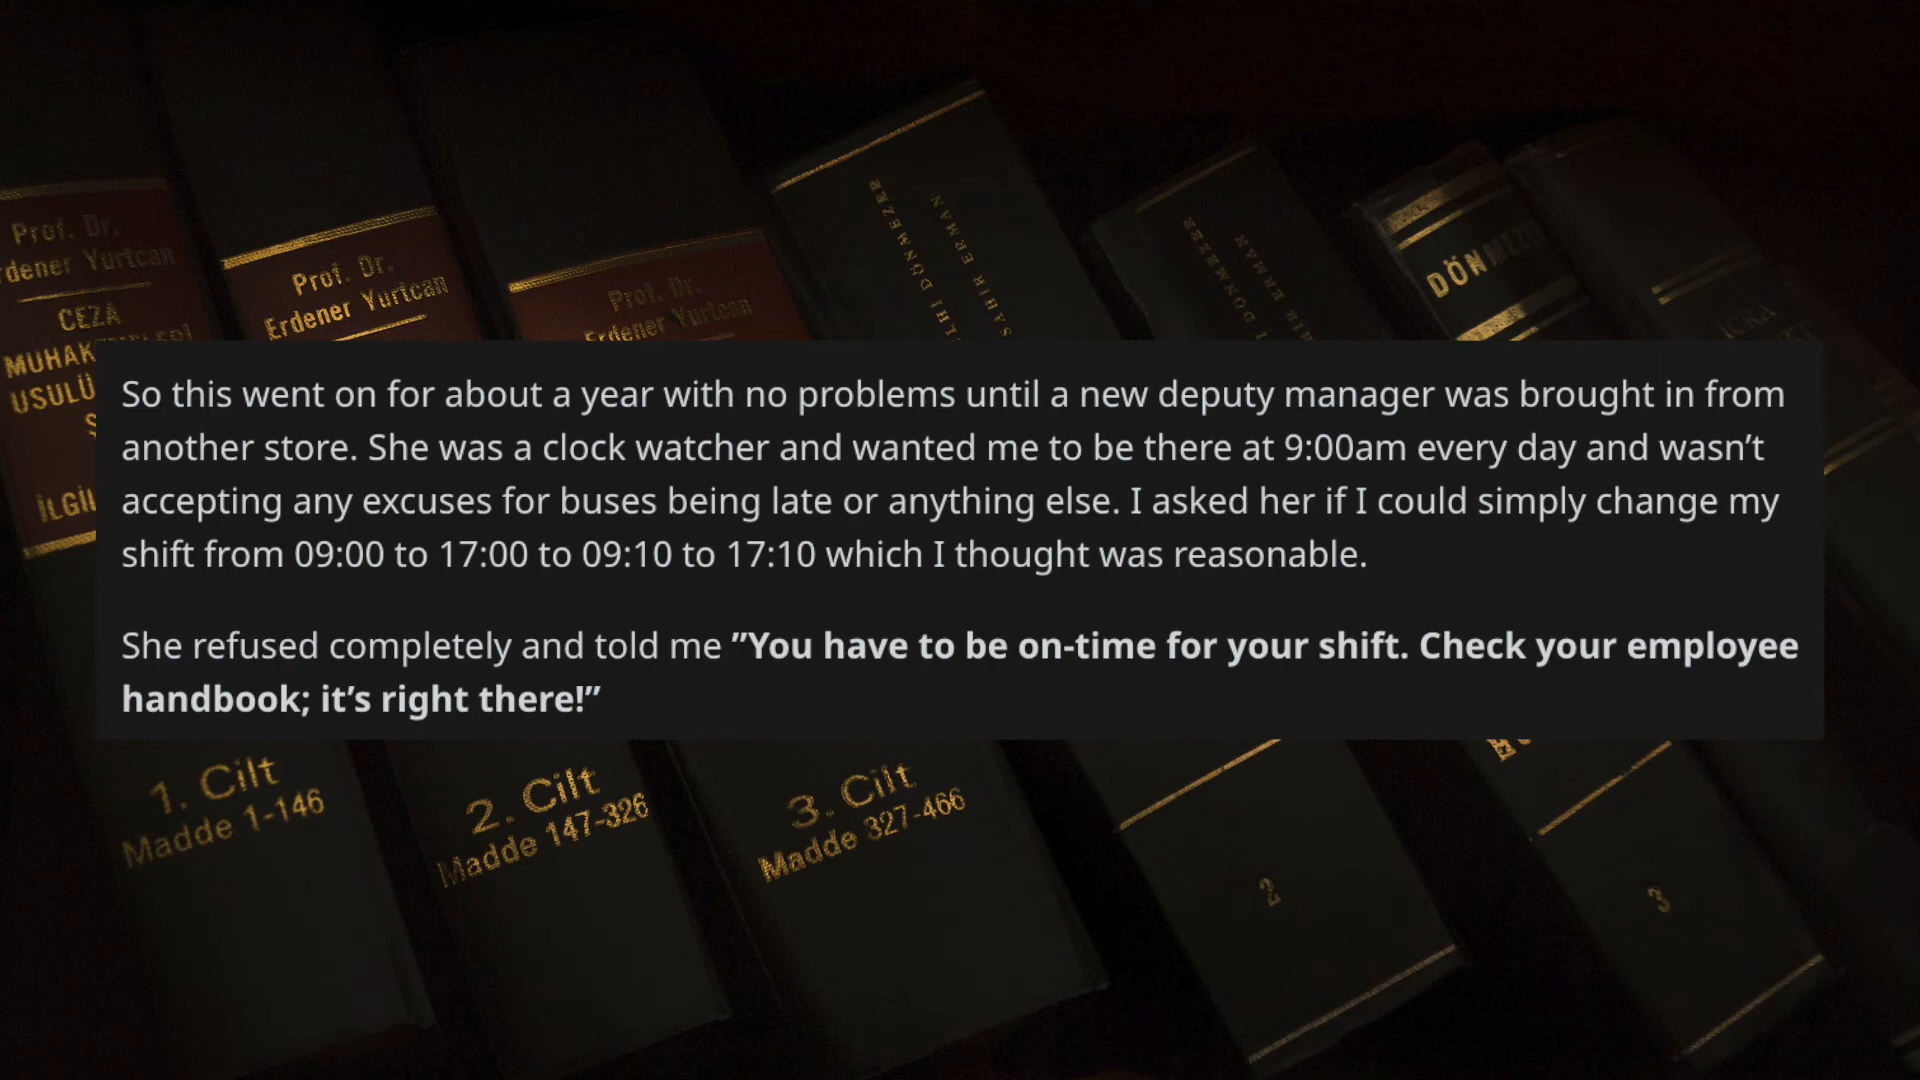 Prof. Dr.
Erdener Yurtcan
CEZA
Prof. Dr.
Erdener Yurtcan
Prof. Dr.
Erdener Yurtcan
DÖNMEZER
SAHİR ERMAN
DÖNMEZER
ERMAN
İCRA
So this went on for about a year with no problems until a new deputy manager was brought in from
another store. She was a clock watcher and wanted me to be there at 9:00am every day and wasn’t
accepting any excuses for buses being late or anything else. I asked her if I could simply change my
shift from 09:00 to 17:00 to 09:10 to 17:10 which I thought was reasonable.
She refused completely and told me ”You have to be on-time for your shift. Check your employee
handbook; it’s right there!”
1. Cilt
Madde 1-146
2. Cilt
Madde 147-326
3. Cilt
Madde 327-466
2
3